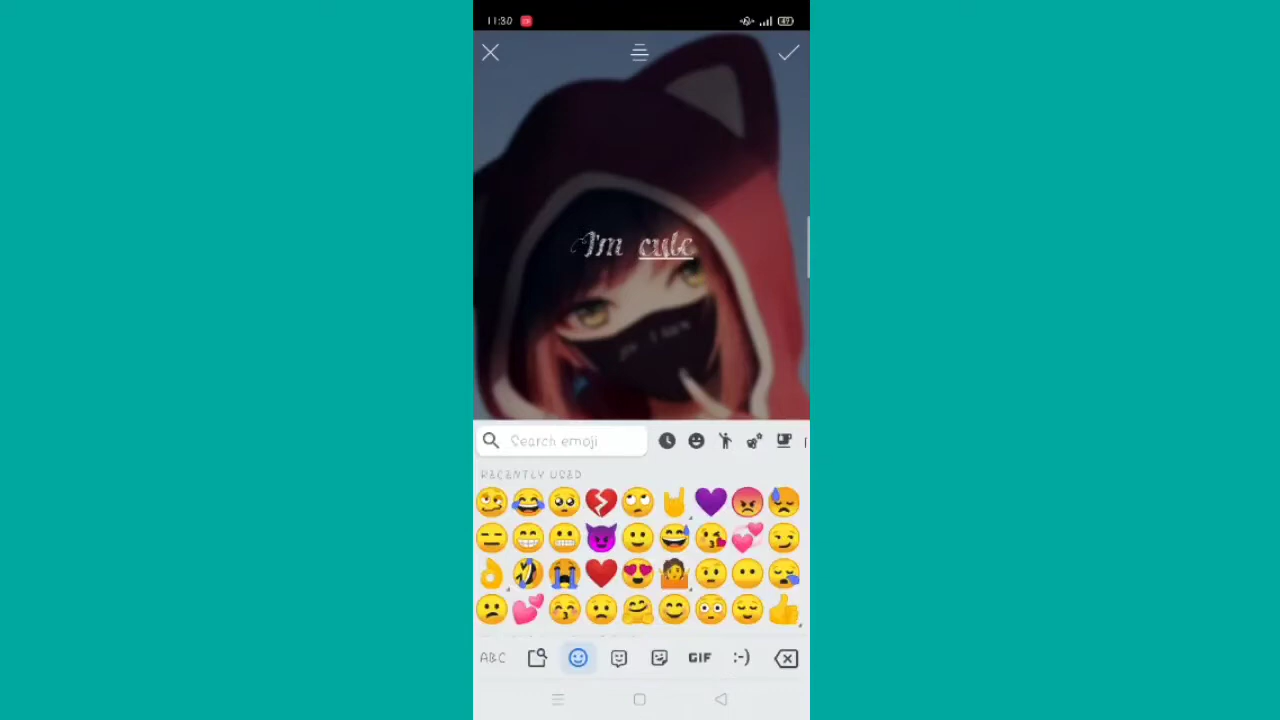 11:30
I'm cute
Search emoji
RECENTLY USED
ABC
GIF
:-)